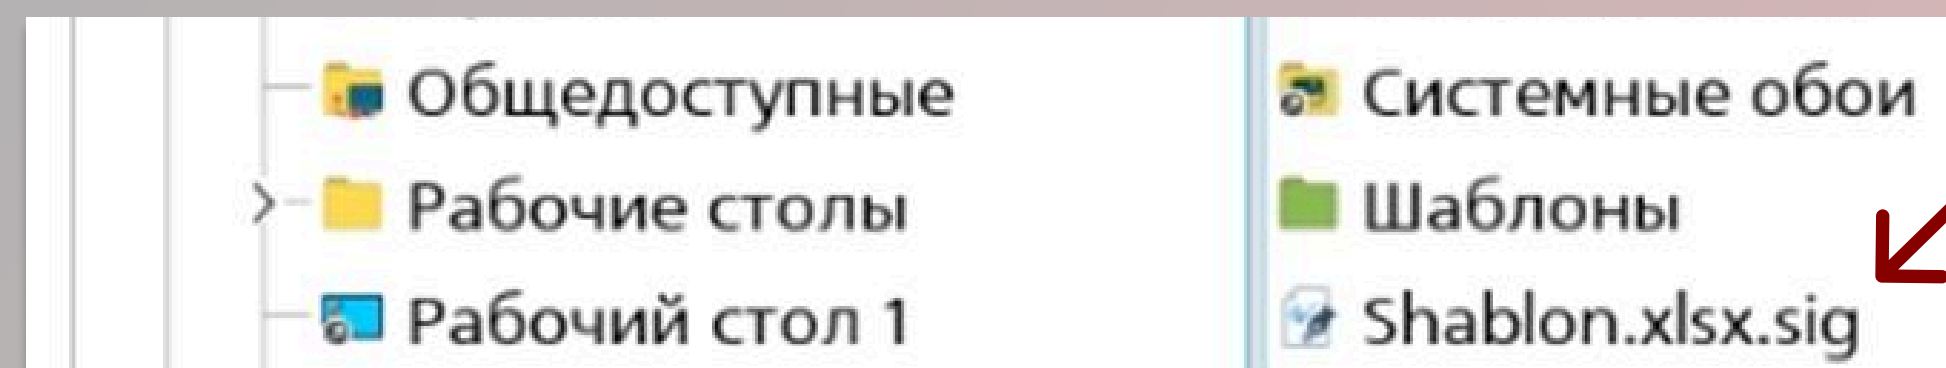 Общедоступные
Рабочие столы
Рабочий стол 1
Системные обои
Шаблоны
Shablon.xlsx.sig